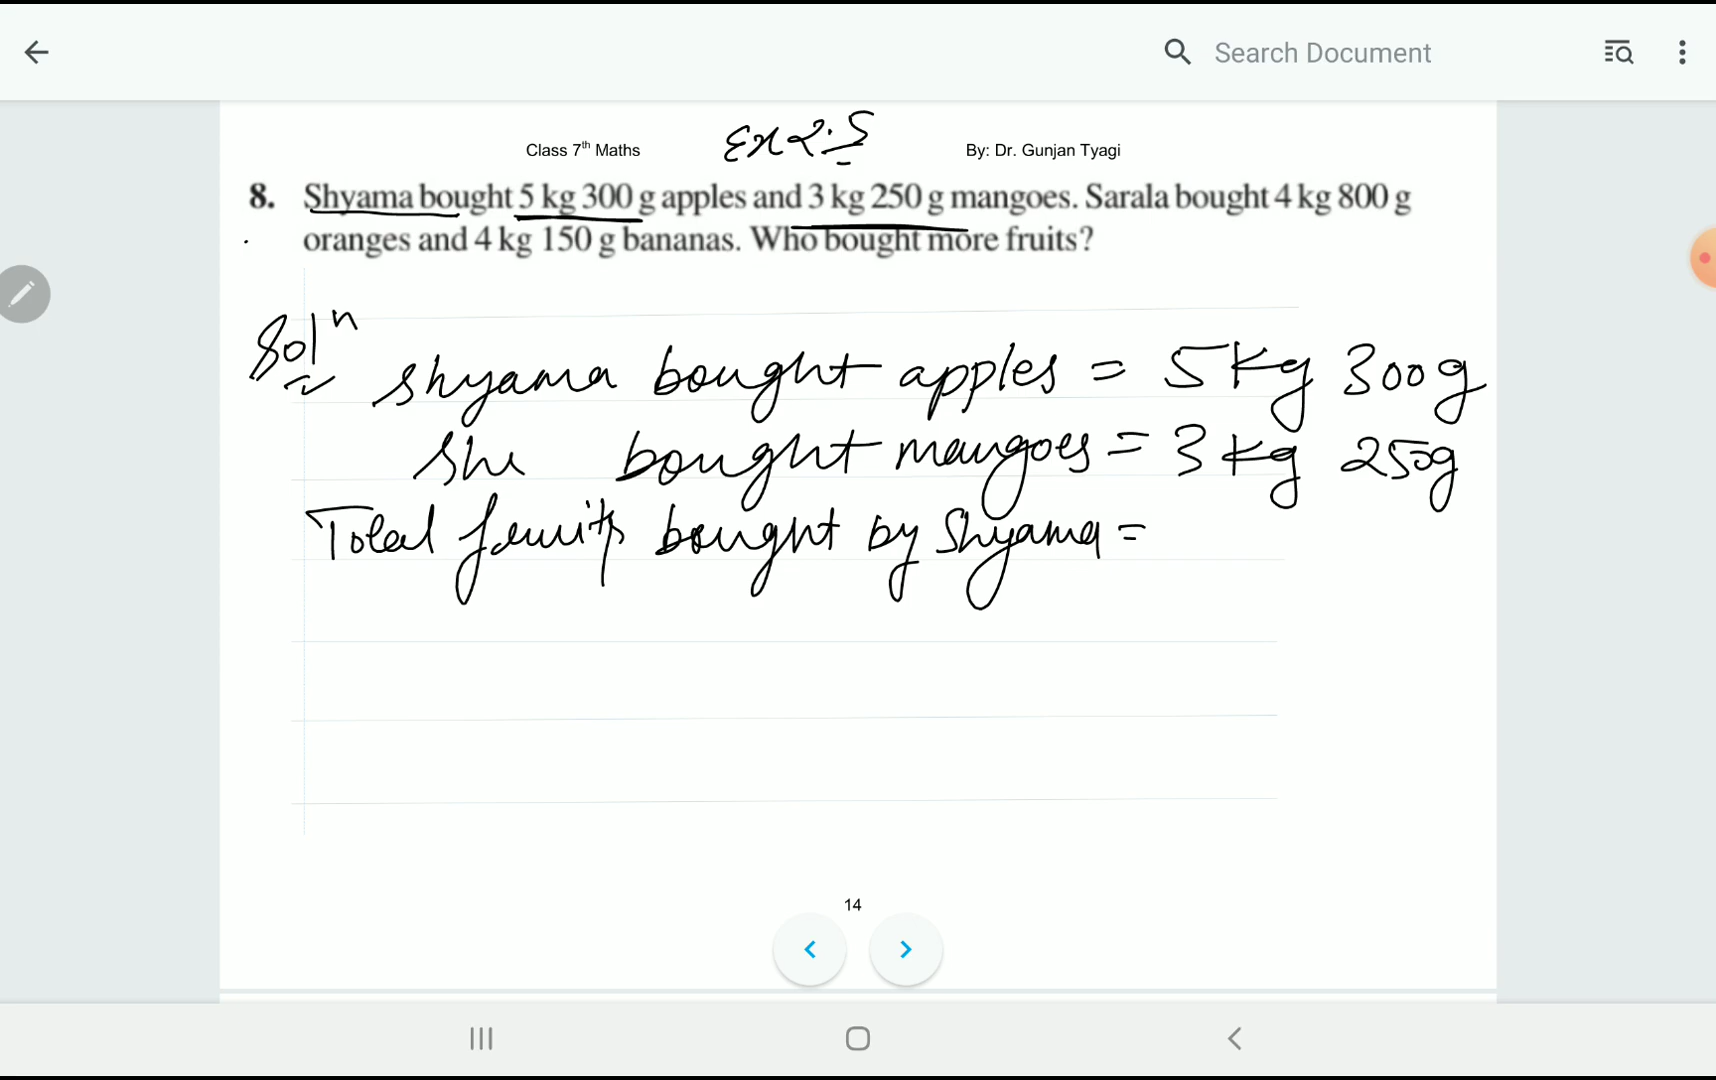 Search Document
Class 7th Maths Ex 2.5 By: Dr. Gunjan Tyagi
8. Shyama bought 5 kg 300 g apples and 3 kg 250 g mangoes. Sarala bought 4 kg 800 g
oranges and 4 kg 150 g bananas. Who bought more fruits?
Solⁿ
shyama bought apples = 5 kg 300g
she bought mangoes = 3 kg 250g
Total fruits bought by Shyama =
14